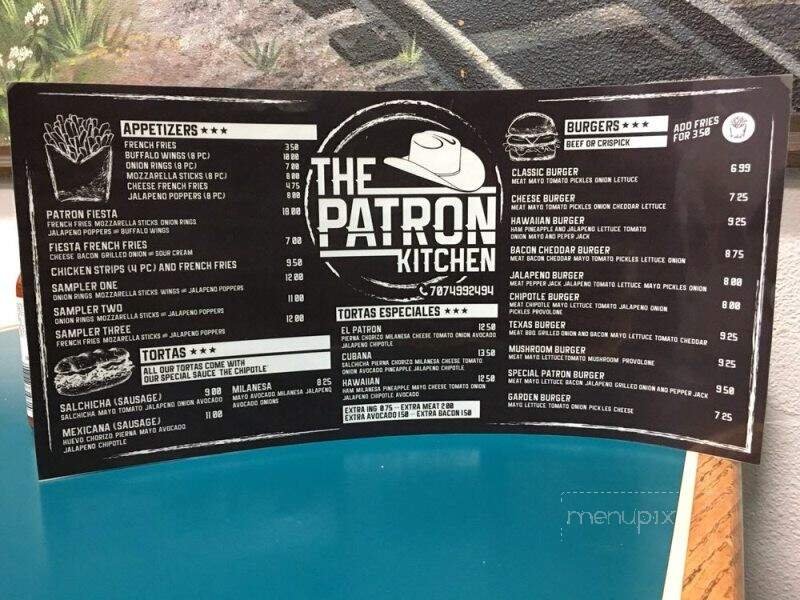 APPETIZERS ★★★
FRENCH FRIES 3.50
BUFFALO WINGS (8 PC) 10.00
ONION RINGS (8 PC) 7.00
MOZZARELLA STICKS (8 PC) 8.00
CHEESE FRENCH FRIES 4.75
JALAPENO POPPERS (8 PC) 8.00
PATRON FIESTA 18.00
FRENCH FRIES MOZZARELLA STICKS ONION RINGS
JALAPENO POPPERS BUFFALO WINGS
FIESTA FRENCH FRIES 7.00
CHEESE BACON GRILLED ONION SOUR CREAM
CHICKEN STRIPS (4 PC) AND FRENCH FRIES 9.50
SAMPLER ONE 12.00
ONION RINGS MOZZARELLA STICKS WINGS JALAPENO POPPERS
SAMPLER TWO 11.00
ONION RINGS MOZZARELLA STICKS JALAPENO POPPERS
SAMPLER THREE 12.00
FRENCH FRIES MOZZARELLA STICKS JALAPENO POPPERS
TORTAS ★★★
ALL OUR TORTAS COME WITH
OUR SPECIAL SAUCE THE CHIPOTLE
SALCHICHA (SAUSAGE) 9.00
SALCHICHA MAYO TOMATO JALAPENO ONION AVOCADO
MEXICANA (SAUSAGE) 11.00
HUEVO CHORIZO PIERNA MAYO AVOCADO
JALAPENO CHIPOTLE
MILANESA 8.25
MAYO AVOCADO MILANESA JALAPENO
AVOCADO ONIONS
THE
PATRON
KITCHEN
7074992494
TORTAS ESPECIALES ★★★
EL PATRON 12.50
PIERNA CHORIZO MILANESA CHEESE TOMATO ONION AVOCADO
JALAPENO CHIPOTLE
CUBANA 13.50
SALCHICHA PIERNA CHORIZO MILANESA CHEESE TOMATO
ONION AVOCADO PINEAPPLE JALAPENO CHIPOTLE
HAWAIIAN 12.50
HAM MILANESA PINEAPPLE MAYO CHEESE TOMATO ONION
JALAPENO CHIPOTLE AVOCADO
EXTRA ING 0.75 - EXTRA MEAT 2.00
EXTRA AVOCADO 1.50 - EXTRA BACON 1.50
BURGERS ★★★
BEEF OR CRISPICK
ADD FRIES
FOR 3.50
CLASSIC BURGER 6.99
MEAT MAYO TOMATO PICKLES ONION LETTUCE
CHEESE BURGER 7.25
MEAT MAYO TOMATO PICKLES ONION CHEDDAR LETTUCE
HAWAIIAN BURGER 9.25
HAM PINEAPPLE AND JALAPENO LETTUCE TOMATO
ONION MAYO AND PEPER JACK
BACON CHEDDAR BURGER 8.75
MEAT BACON CHEDDAR MAYO TOMATO PICKLES LETTUCE ONION
JALAPENO BURGER 8.00
MEAT PEPPER JACK JALAPENO TOMATO LETTUCE MAYO PICKLES ONION
CHIPOTLE BURGER 8.00
MEAT CHIPOTLE MAYO LETTUCE TOMATO JALAPENO ONION
PICKLES PROVOLONE
TEXAS BURGER 9.25
MEAT BBQ GRILLED ONION AND BACON MAYO LETTUCE TOMATO CHEDDAR
MUSHROOM BURGER 9.25
MEAT MAYO LETTUCE TOMATO MUSHROOM PROVOLONE
SPECIAL PATRON BURGER 9.50
MEAT MAYO LETTUCE BACON JALAPENO GRILLED ONION AND PEPPER JACK
GARDEN BURGER 7.25
MAYO LETTUCE TOMATO ONION PICKLES CHEESE
menupix